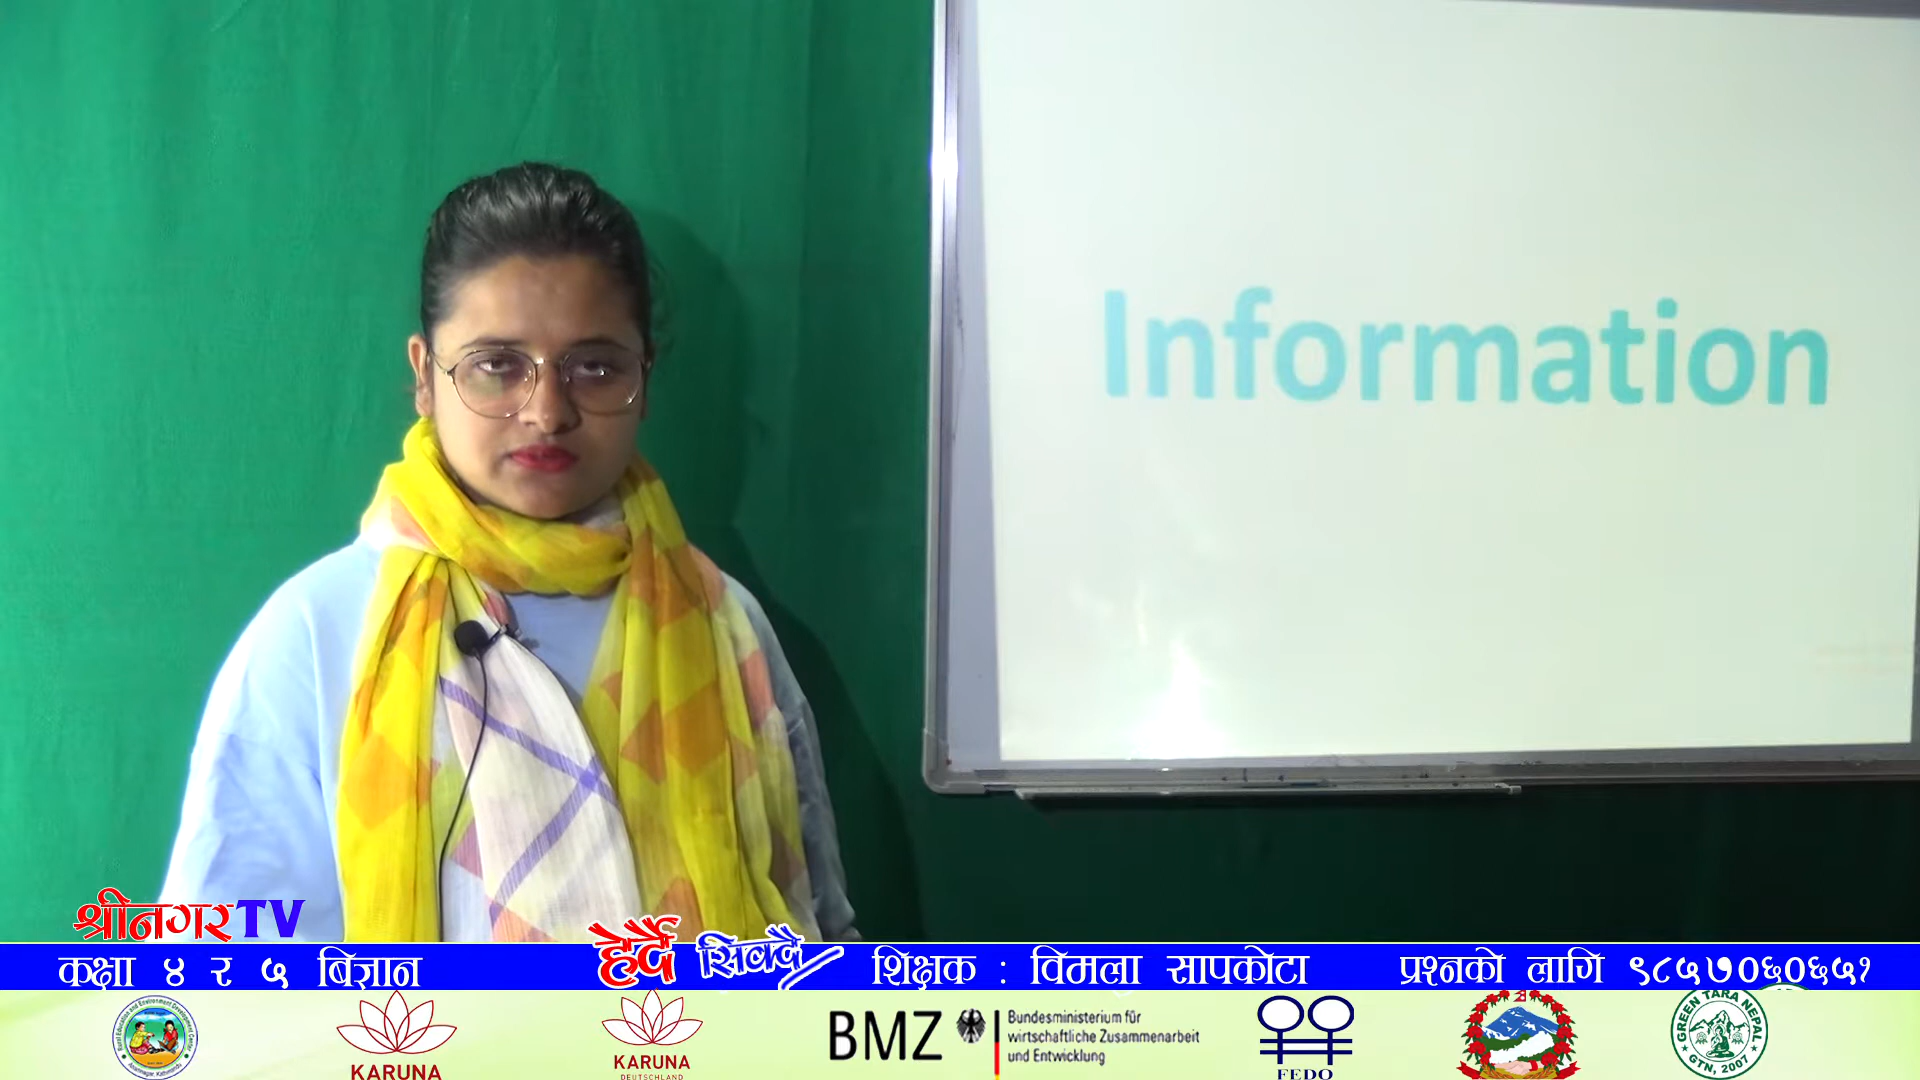 Information
श्रीनगरTV
कक्षा ४ र ५ बिज्ञान
हेर्दै सिक्दै
शिक्षक : विमला सापकोटा
प्रश्नको लागि ९८५७०६०६५१
KARUNA
KARUNA
DEUTSCHLAND
BMZ
Bundesministerium für
wirtschaftliche Zusammenarbeit
und Entwicklung
FEDO
GREEN TARA NEPAL
GTN, 2007